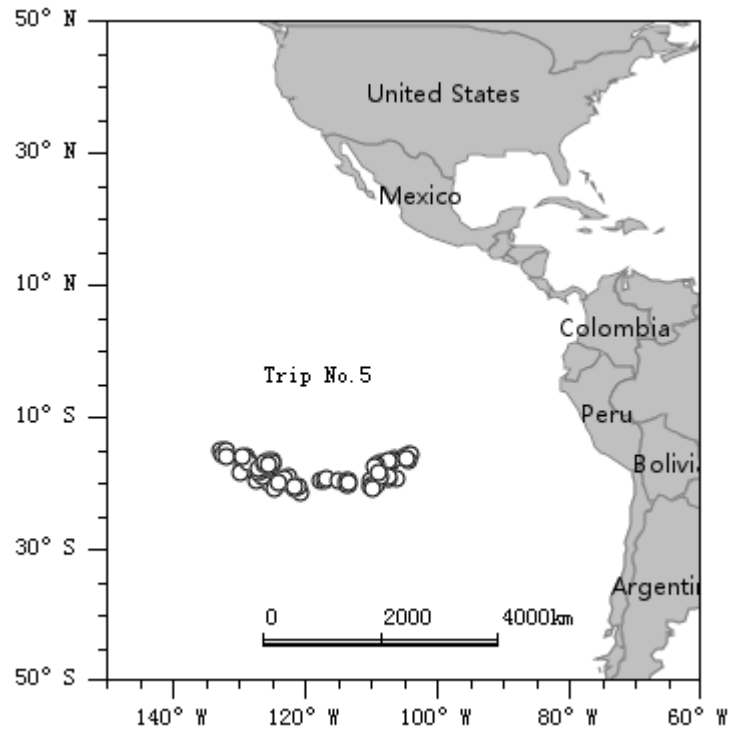 50° N
United States
30° N
Mexico
10° N
Colombia
Trip No.5
10° S
Peru
Bolivi
30° S
Argentin
0 2000 4000km
50° S
140° W 120° W 100° W 80° W 60° W